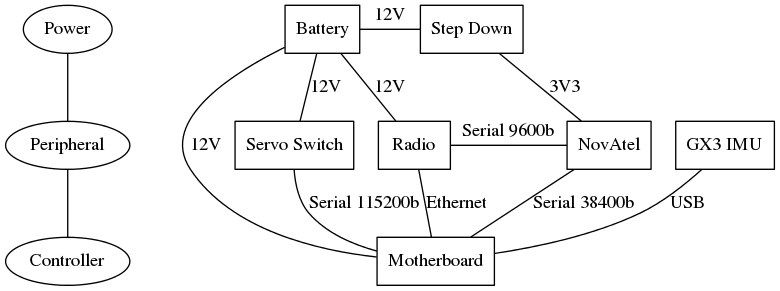 12V
Power
Battery
Step Down
12V
12V
3V3
Serial 9600b
Peripheral
12V
Servo Switch
Radio
NovAtel
GX3 IMU
Serial 115200b
Ethernet
Serial 38400b
USB
Controller
Motherboard